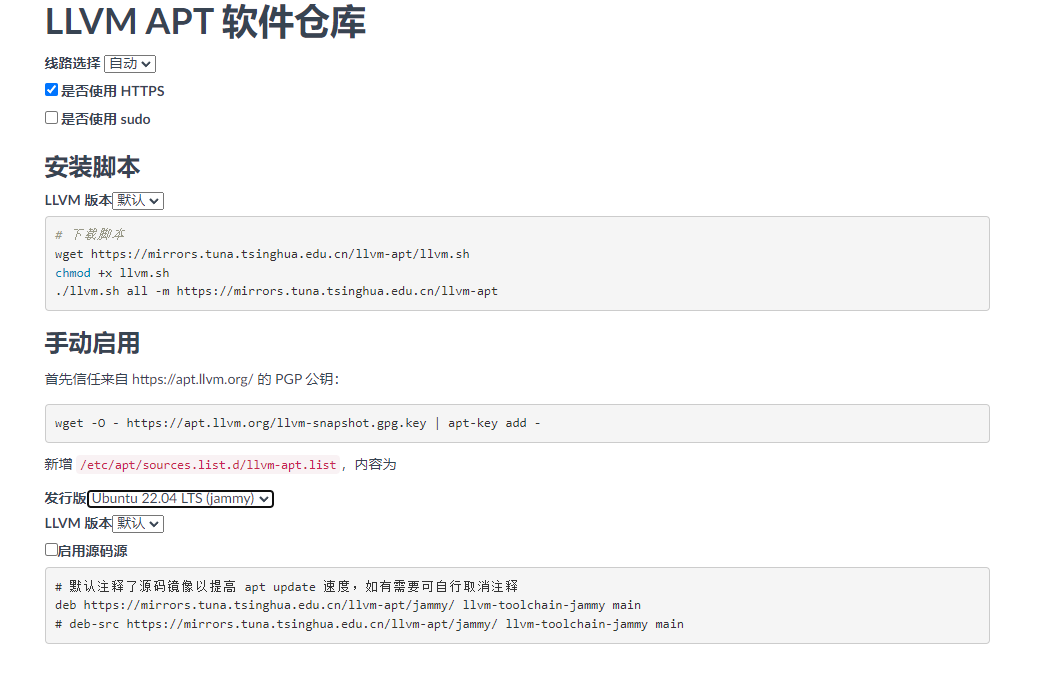 LLVM APT 软件仓库
线路选择 自动
是否使用 HTTPS
是否使用 sudo
安装脚本
LLVM 版本 默认
# 下载脚本
wget https://mirrors.tuna.tsinghua.edu.cn/llvm-apt/llvm.sh
chmod +x llvm.sh
./llvm.sh all -m https://mirrors.tuna.tsinghua.edu.cn/llvm-apt
手动启用
首先信任来自 https://apt.llvm.org/ 的 PGP 公钥：
wget -O - https://apt.llvm.org/llvm-snapshot.gpg.key | apt-key add -
新增 /etc/apt/sources.list.d/llvm-apt.list ，内容为
发行版 Ubuntu 22.04 LTS (jammy)
LLVM 版本 默认
启用源码源
# 默认注释了源码镜像以提高 apt update 速度，如有需要可自行取消注释
deb https://mirrors.tuna.tsinghua.edu.cn/llvm-apt/jammy/ llvm-toolchain-jammy main
# deb-src https://mirrors.tuna.tsinghua.edu.cn/llvm-apt/jammy/ llvm-toolchain-jammy main